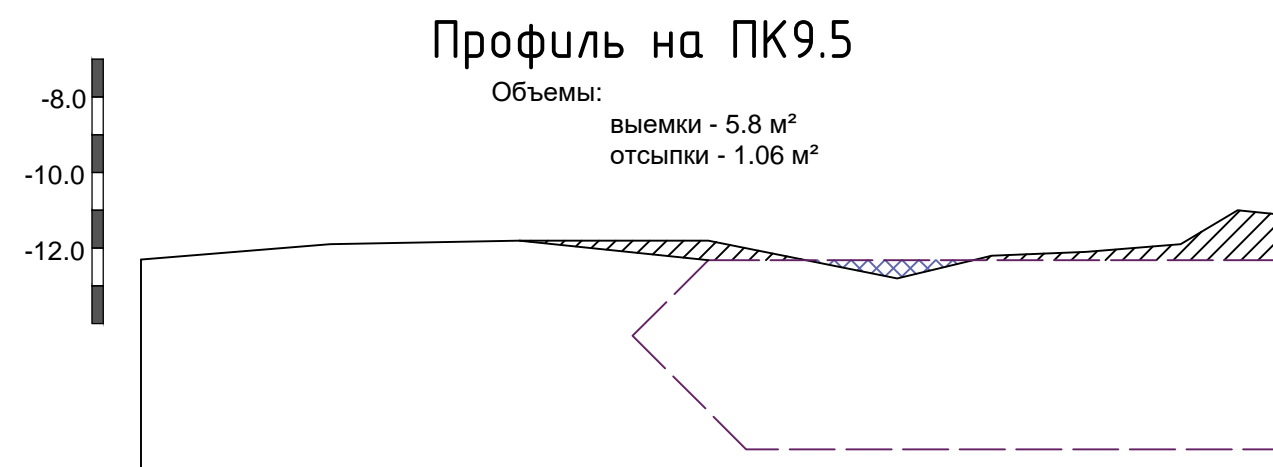 Профиль на ПК9.5
Объемы:
выемки - 5.8 м²
отсыпки - 1.06 м²
-8.0
-10.0
-12.0